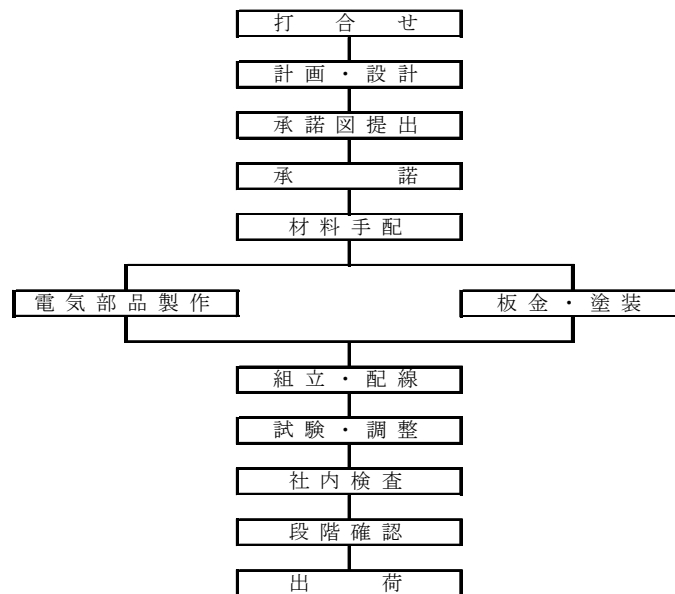 打合せ
計画・設計
承諾図提出
承諾
材料手配
電気部品製作
板金・塗装
組立・配線
試験・調整
社内検査
段階確認
出荷